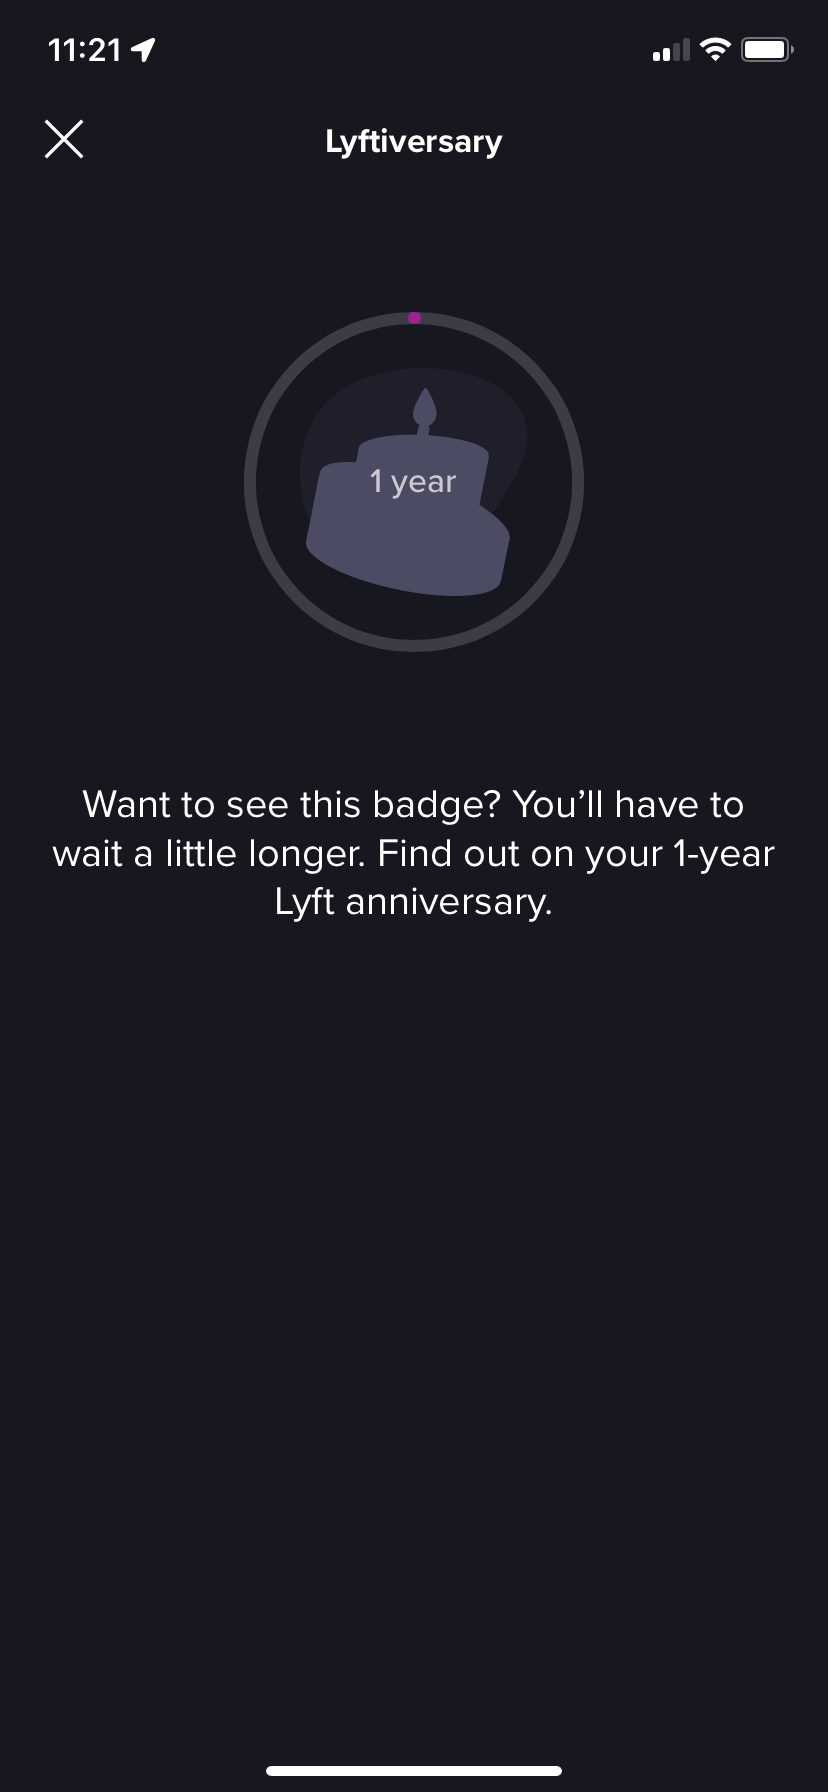 11:21
Lyftiversary
1 year
Want to see this badge? You’ll have to
wait a little longer. Find out on your 1-year
Lyft anniversary.